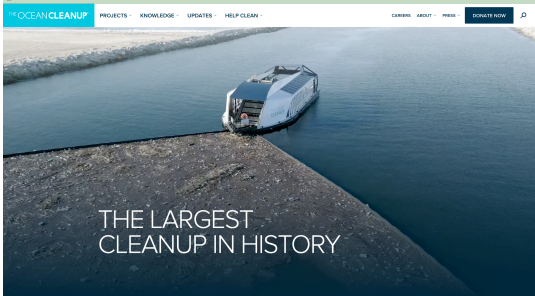 THE OCEAN CLEANUP
PROJECTS KNOWLEDGE UPDATES HELP CLEAN
CAREERS ABOUT PRESS DONATE NOW
THE LARGEST
CLEANUP IN HISTORY